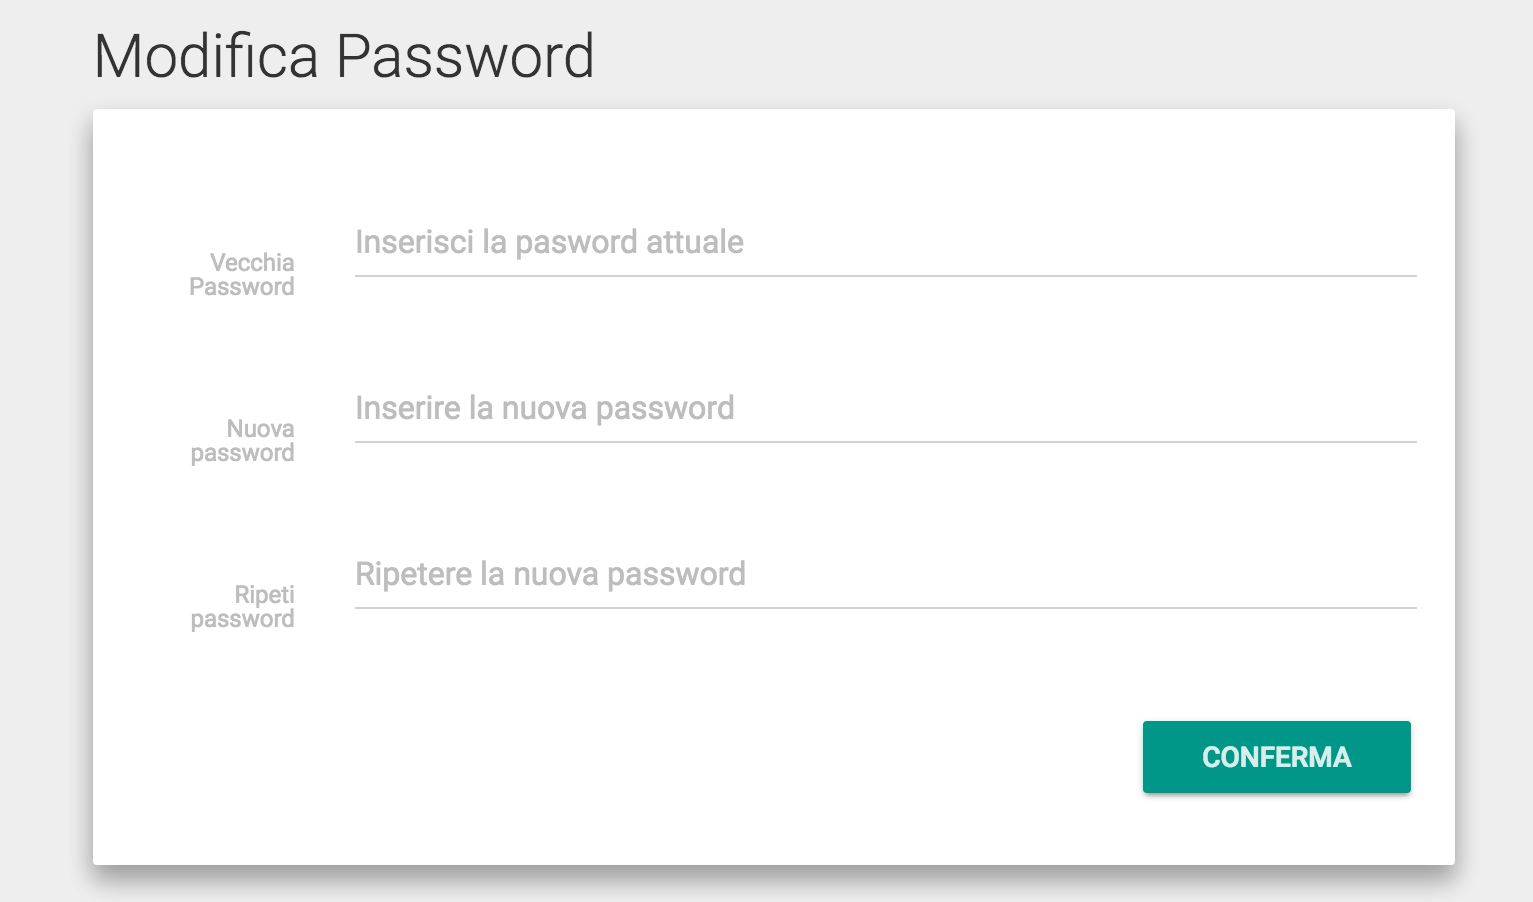 Modifica Password
Inserisci la pasword attuale
Vecchia
Password
Inserire la nuova password
Nuova
password
Ripetere la nuova password
Ripeti
password
CONFERMA